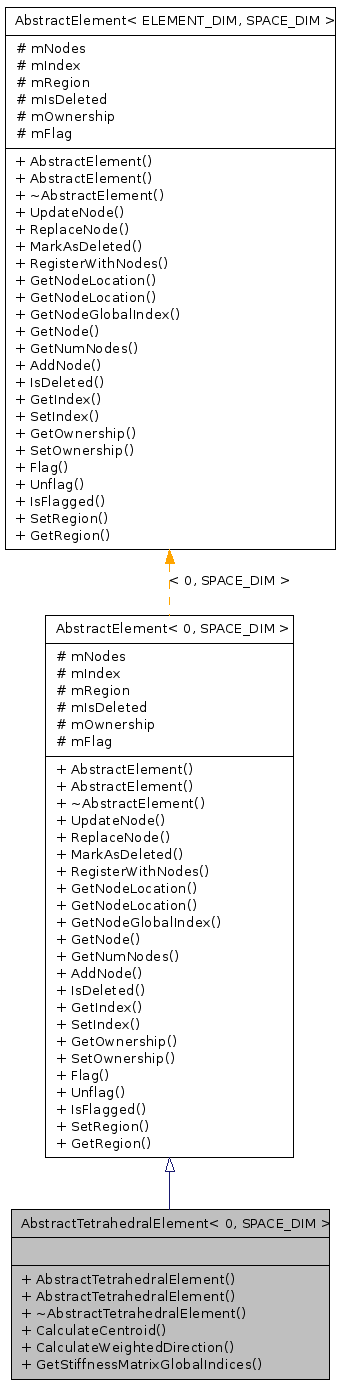 AbstractElement< ELEMENT_DIM, SPACE_DIM >
# mNodes
# mIndex
# mRegion
# mIsDeleted
# mOwnership
# mFlag
+ AbstractElement()
+ AbstractElement()
+ ~AbstractElement()
+ UpdateNode()
+ ReplaceNode()
+ MarkAsDeleted()
+ RegisterWithNodes()
+ GetNodeLocation()
+ GetNodeLocation()
+ GetNodeGlobalIndex()
+ GetNode()
+ GetNumNodes()
+ AddNode()
+ IsDeleted()
+ GetIndex()
+ SetIndex()
+ GetOwnership()
+ SetOwnership()
+ Flag()
+ Unflag()
+ IsFlagged()
+ SetRegion()
+ GetRegion()
< 0, SPACE_DIM >
AbstractElement< 0, SPACE_DIM >
# mNodes
# mIndex
# mRegion
# mIsDeleted
# mOwnership
# mFlag
+ AbstractElement()
+ AbstractElement()
+ ~AbstractElement()
+ UpdateNode()
+ ReplaceNode()
+ MarkAsDeleted()
+ RegisterWithNodes()
+ GetNodeLocation()
+ GetNodeLocation()
+ GetNodeGlobalIndex()
+ GetNode()
+ GetNumNodes()
+ AddNode()
+ IsDeleted()
+ GetIndex()
+ SetIndex()
+ GetOwnership()
+ SetOwnership()
+ Flag()
+ Unflag()
+ IsFlagged()
+ SetRegion()
+ GetRegion()
AbstractTetrahedralElement< 0, SPACE_DIM >
+ AbstractTetrahedralElement()
+ AbstractTetrahedralElement()
+ ~AbstractTetrahedralElement()
+ CalculateCentroid()
+ CalculateWeightedDirection()
+ GetStiffnessMatrixGlobalIndices()